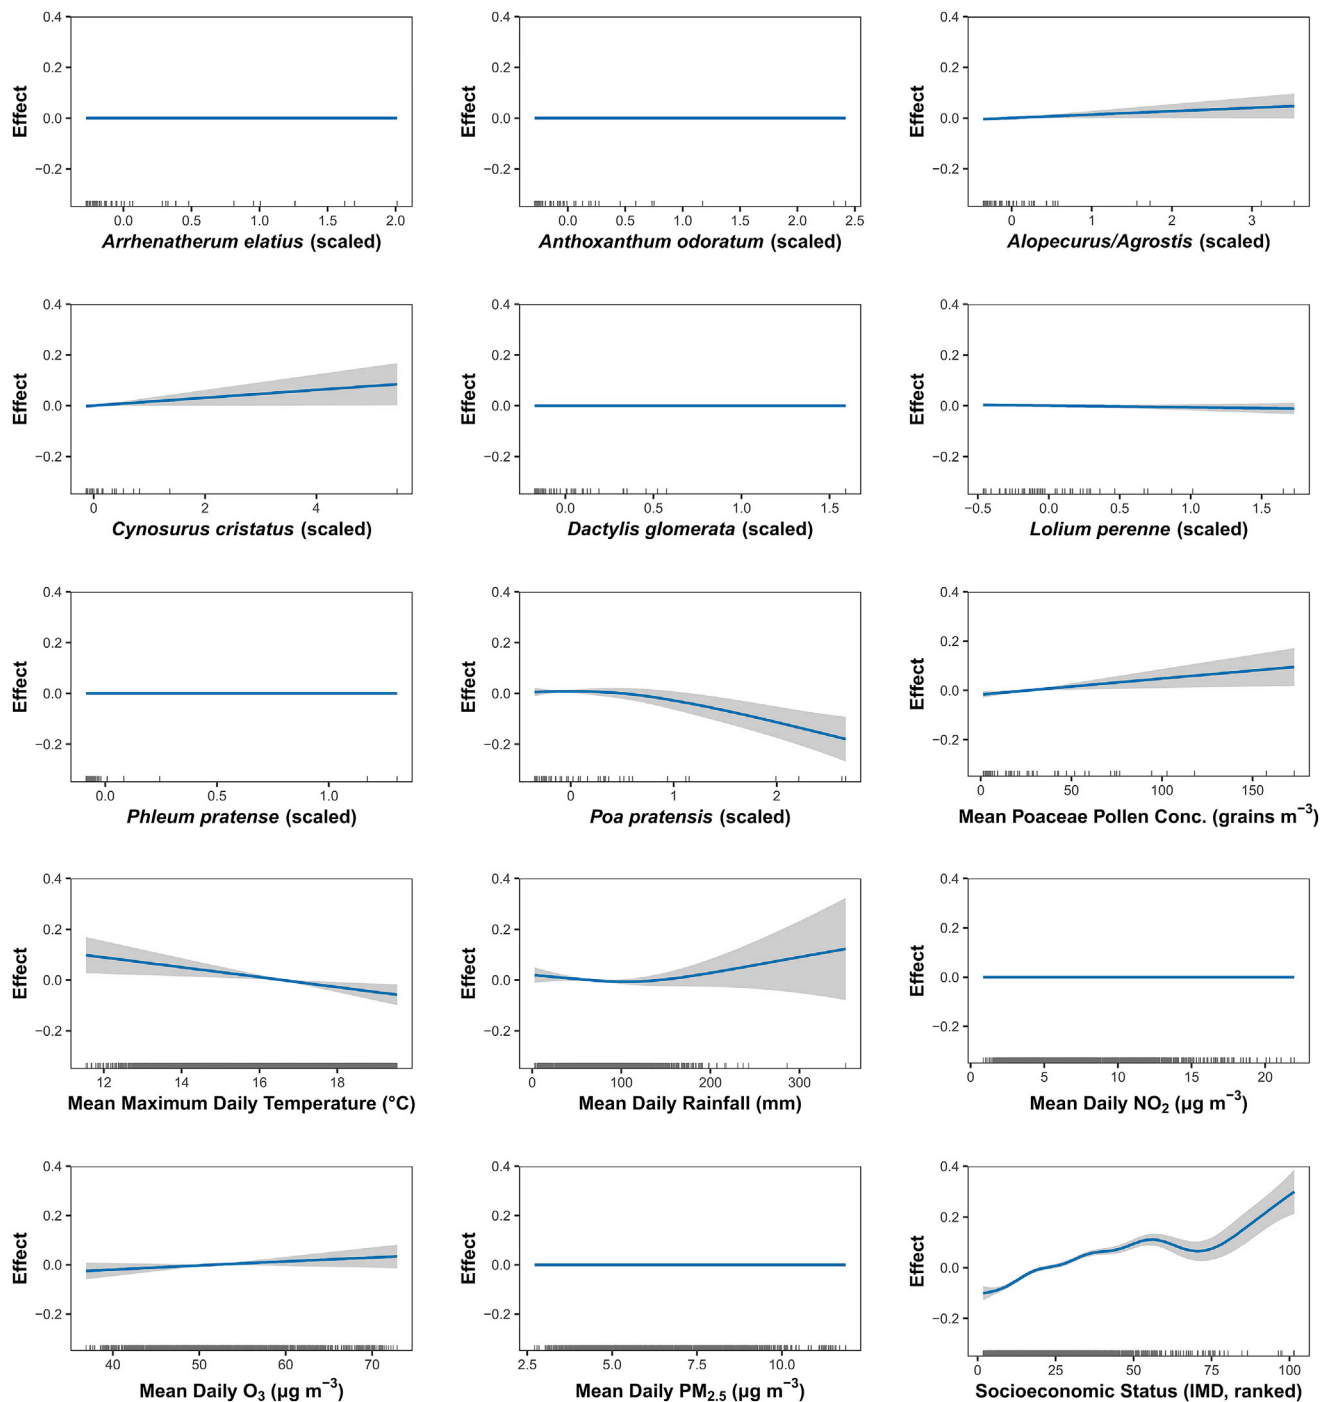 0.4
0.2
0.0
−0.2
Effect
0.0 0.5 1.0 1.5 2.0
Arrhenatherum elatius (scaled)
0.4
0.2
0.0
−0.2
Effect
0.0 0.5 1.0 1.5 2.0 2.5
Anthoxanthum odoratum (scaled)
0.4
0.2
0.0
−0.2
Effect
0 1 2 3
Alopecurus/Agrostis (scaled)
0.4
0.2
0.0
−0.2
Effect
0 2 4
Cynosurus cristatus (scaled)
0.4
0.2
0.0
−0.2
Effect
0.0 0.5 1.0 1.5
Dactylis glomerata (scaled)
0.4
0.2
0.0
−0.2
Effect
−0.5 0.0 0.5 1.0 1.5
Lolium perenne (scaled)
0.4
0.2
0.0
−0.2
Effect
0.0 0.5 1.0
Phleum pratense (scaled)
0.4
0.2
0.0
−0.2
Effect
0 1 2
Poa pratensis (scaled)
0.4
0.2
0.0
−0.2
Effect
0 50 100 150
Mean Poaceae Pollen Conc. (grains m⁻³)
0.4
0.2
0.0
−0.2
Effect
12 14 16 18
Mean Maximum Daily Temperature (°C)
0.4
0.2
0.0
−0.2
Effect
0 100 200 300
Mean Daily Rainfall (mm)
0.4
0.2
0.0
−0.2
Effect
0 5 10 15 20
Mean Daily NO₂ (µg m⁻³)
0.4
0.2
0.0
−0.2
Effect
40 50 60 70
Mean Daily O₃ (µg m⁻³)
0.4
0.2
0.0
−0.2
Effect
2.5 5.0 7.5 10.0
Mean Daily PM₂.₅ (µg m⁻³)
0.4
0.2
0.0
−0.2
Effect
0 25 50 75 100
Socioeconomic Status (IMD, ranked)